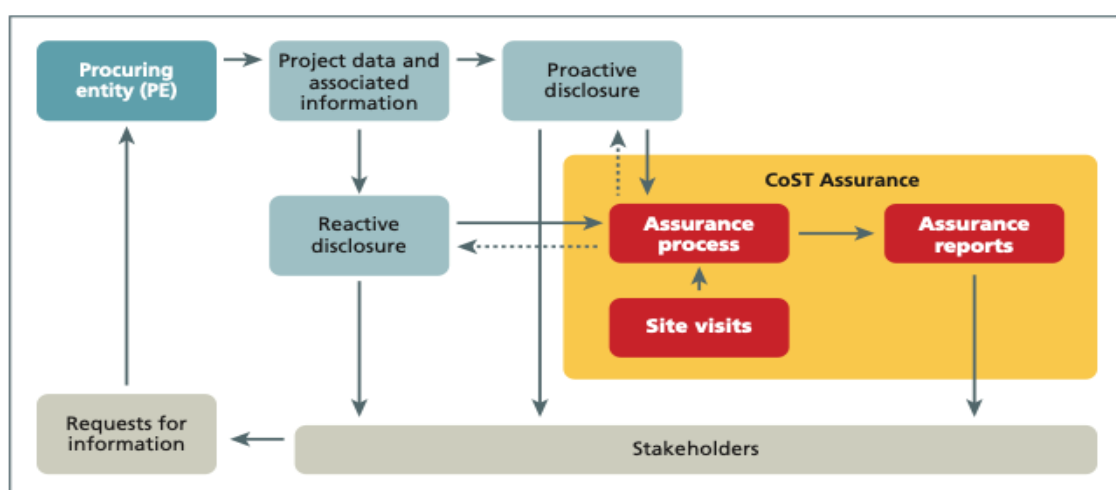 Procuring
entity (PE)
Project data and
associated
information
Proactive
disclosure
CoST Assurance
Reactive
disclosure
Assurance
process
Assurance
reports
Site visits
Requests for
information
Stakeholders